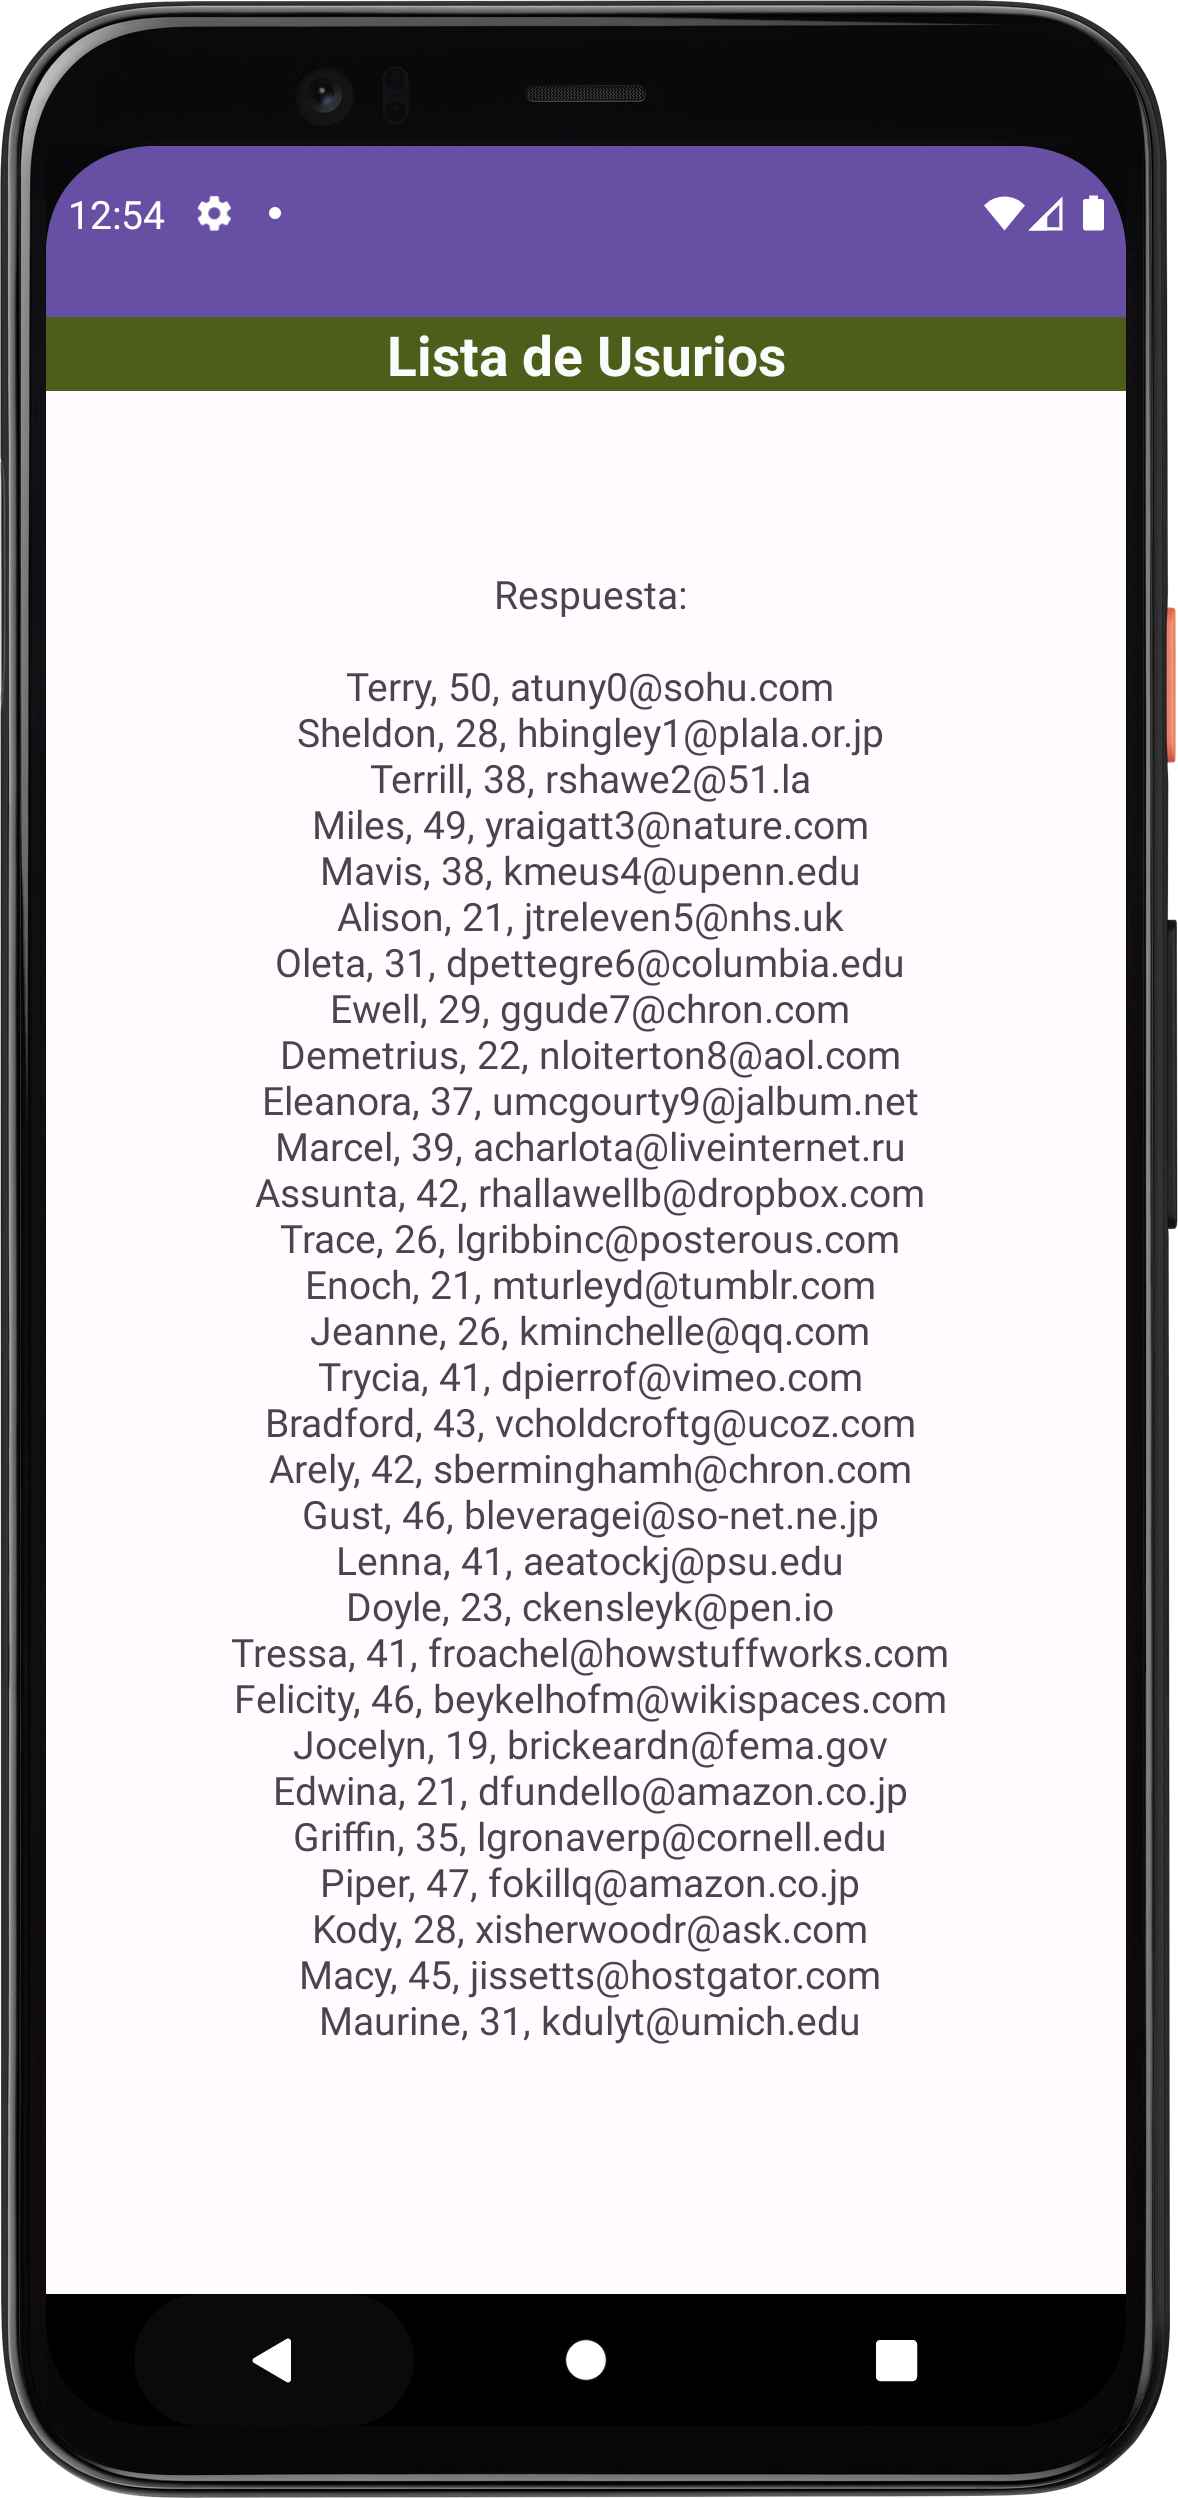 12:54
Lista de Usurios
Respuesta:
Terry, 50, atuny0@sohu.com
Sheldon, 28, hbingley1@plala.or.jp
Terrill, 38, rshawe2@51.la
Miles, 49, yraigatt3@nature.com
Mavis, 38, kmeus4@upenn.edu
Alison, 21, jtreleven5@nhs.uk
Oleta, 31, dpettegre6@columbia.edu
Ewell, 29, ggude7@chron.com
Demetrius, 22, nloiterton8@aol.com
Eleanora, 37, umcgourty9@jalbum.net
Marcel, 39, acharlota@liveinternet.ru
Assunta, 42, rhallawellb@dropbox.com
Trace, 26, lgribbinc@posterous.com
Enoch, 21, mturleyd@tumblr.com
Jeanne, 26, kminchelle@qq.com
Trycia, 41, dpierrof@vimeo.com
Bradford, 43, vcholdcroftg@ucoz.com
Arely, 42, sberminghamh@chron.com
Gust, 46, bleveragei@so-net.ne.jp
Lenna, 41, aeatockj@psu.edu
Doyle, 23, ckensleyk@pen.io
Tressa, 41, froachel@howstuffworks.com
Felicity, 46, beykelhofm@wikispaces.com
Jocelyn, 19, brickeardn@fema.gov
Edwina, 21, dfundello@amazon.co.jp
Griffin, 35, lgronaverp@cornell.edu
Piper, 47, fokillq@amazon.co.jp
Kody, 28, xisherwoodr@ask.com
Macy, 45, jissetts@hostgator.com
Maurine, 31, kdulyt@umich.edu